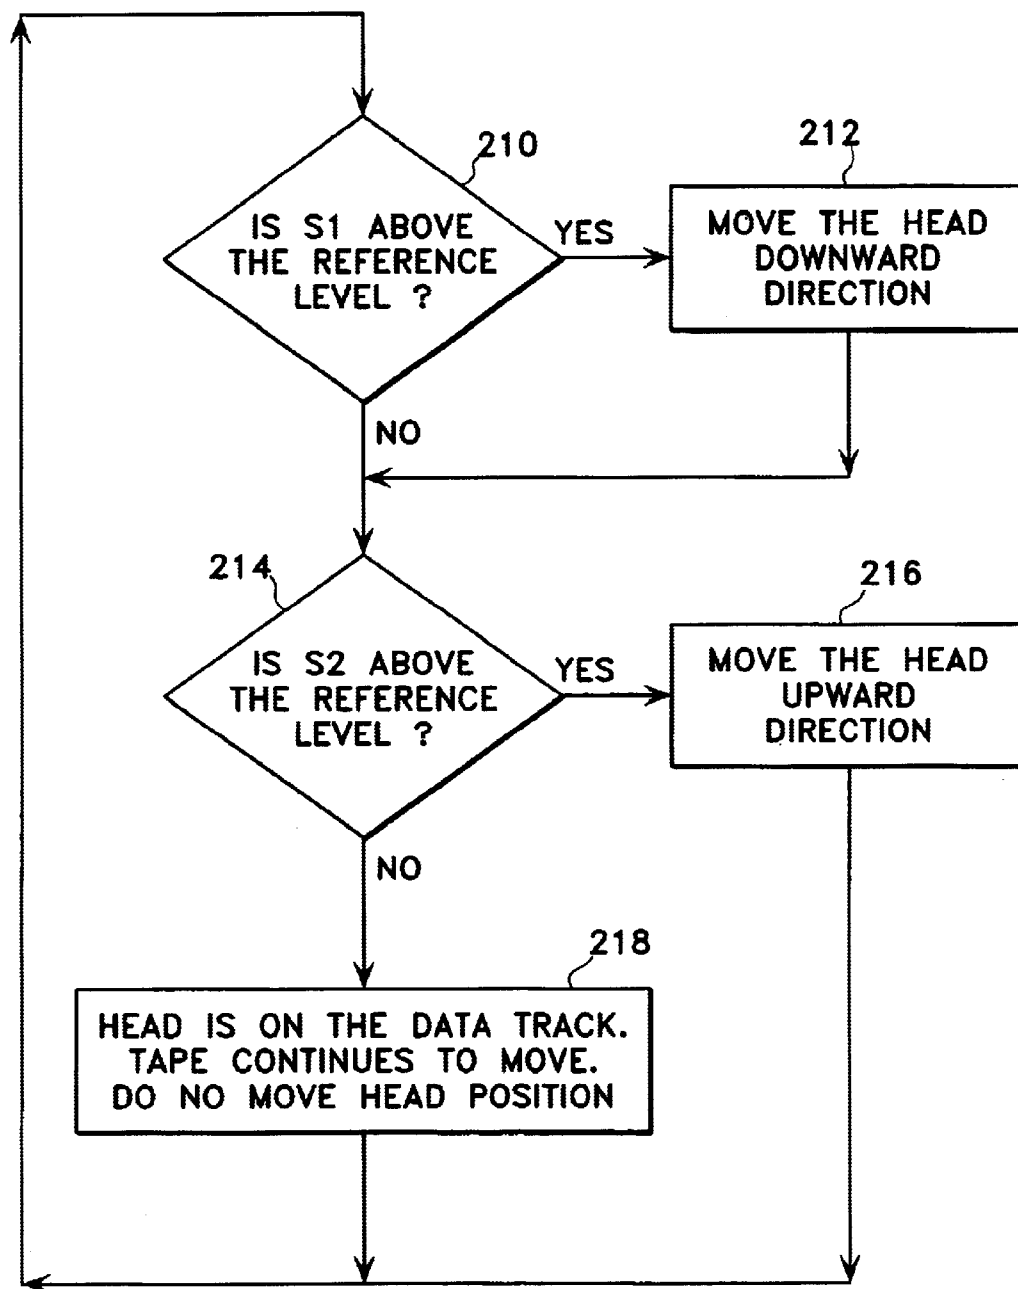 210
IS S1 ABOVE
THE REFERENCE
LEVEL ?
YES
212
MOVE THE HEAD
DOWNWARD
DIRECTION
NO
214
IS S2 ABOVE
THE REFERENCE
LEVEL ?
YES
216
MOVE THE HEAD
UPWARD
DIRECTION
NO
218
HEAD IS ON THE DATA TRACK.
TAPE CONTINUES TO MOVE.
DO NO MOVE HEAD POSITION